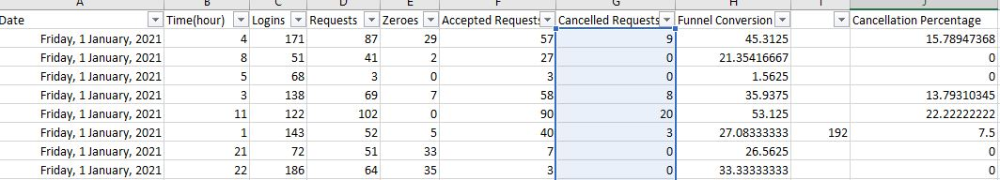 A B C D E F G H I J
Date Time(hour) Logins Requests Zeroes Accepted Requests Cancelled Requests Funnel Conversion Cancellation Percentage
Friday, 1 January, 2021 4 171 87 29 57 9 45.3125 15.78947368
Friday, 1 January, 2021 8 51 41 2 27 0 21.35416667 0
Friday, 1 January, 2021 5 68 3 0 3 0 1.5625 0
Friday, 1 January, 2021 3 138 69 7 58 8 35.9375 13.79310345
Friday, 1 January, 2021 11 122 102 0 90 20 53.125 22.22222222
Friday, 1 January, 2021 1 143 52 5 40 3 27.08333333 192 7.5
Friday, 1 January, 2021 21 72 51 33 7 0 26.5625 0
Friday, 1 January, 2021 22 186 64 35 3 0 33.33333333 0